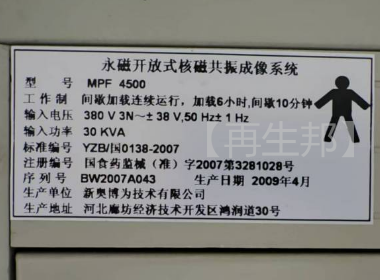 永磁开放式核磁共振成像系统
型 号 MPF 4500
工作制 间歇加载连续运行，加载6小时,间歇10分钟
输入电压 380 V 3N～± 38 V,50 Hz± 1 Hz
输入功率 30 KVA
标准编号 YZB/国0138-2007
注册编号 国食药监械（准）字2007第3281028号
序列号 BW2007A043 生产日期 2009年4月
生产单位 新奥博为技术有限公司
生产地址 河北廊坊经济技术开发区鸿润道30号
【再生邦】